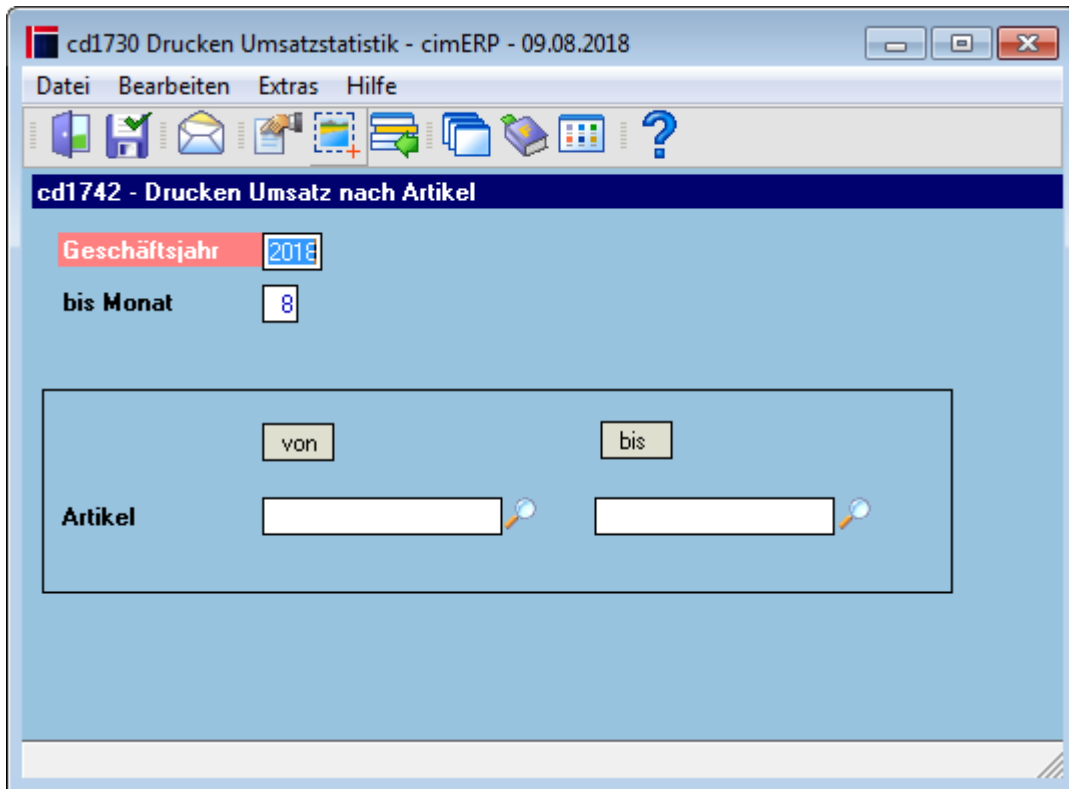 cd1730 Drucken Umsatzstatistik - cimERP - 09.08.2018
Datei Bearbeiten Extras Hilfe
cd1742 - Drucken Umsatz nach Artikel
Geschäftsjahr 2018
bis Monat 8
von bis
Artikel